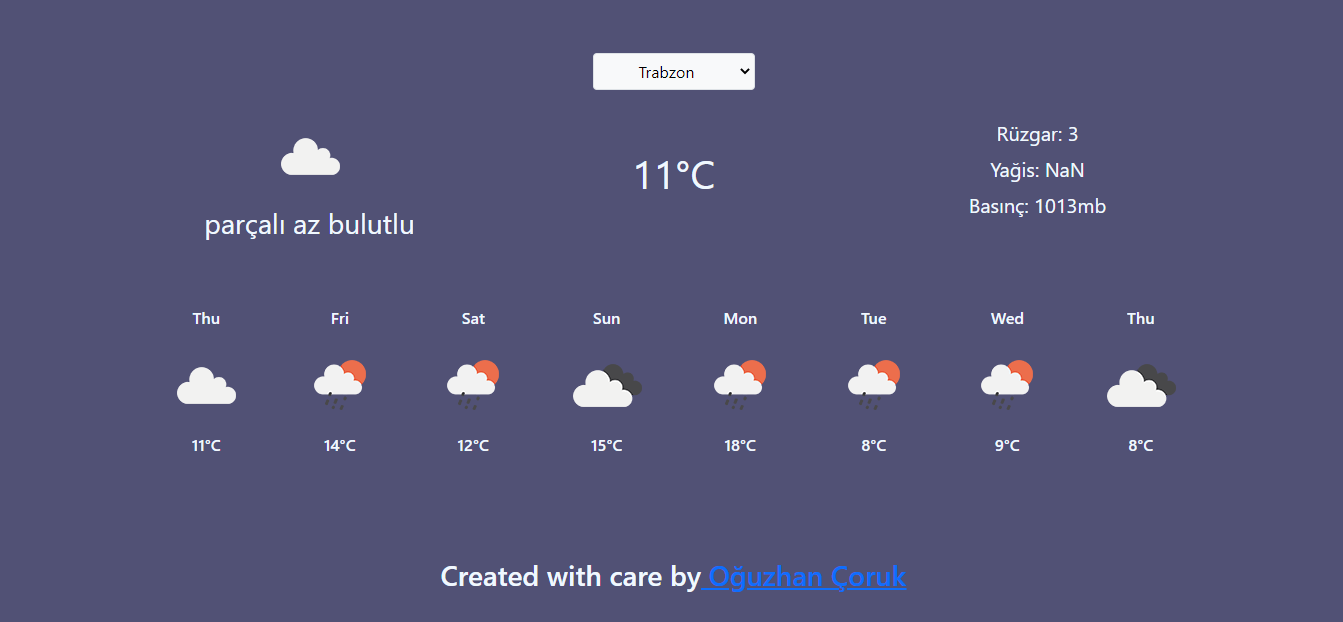 Trabzon
parçalı az bulutlu
11°C
Rüzgar: 3
Yağis: NaN
Basınç: 1013mb
Thu Fri Sat Sun Mon Tue Wed Thu
11°C 14°C 12°C 15°C 18°C 8°C 9°C 8°C
Created with care by Oğuzhan Çoruk